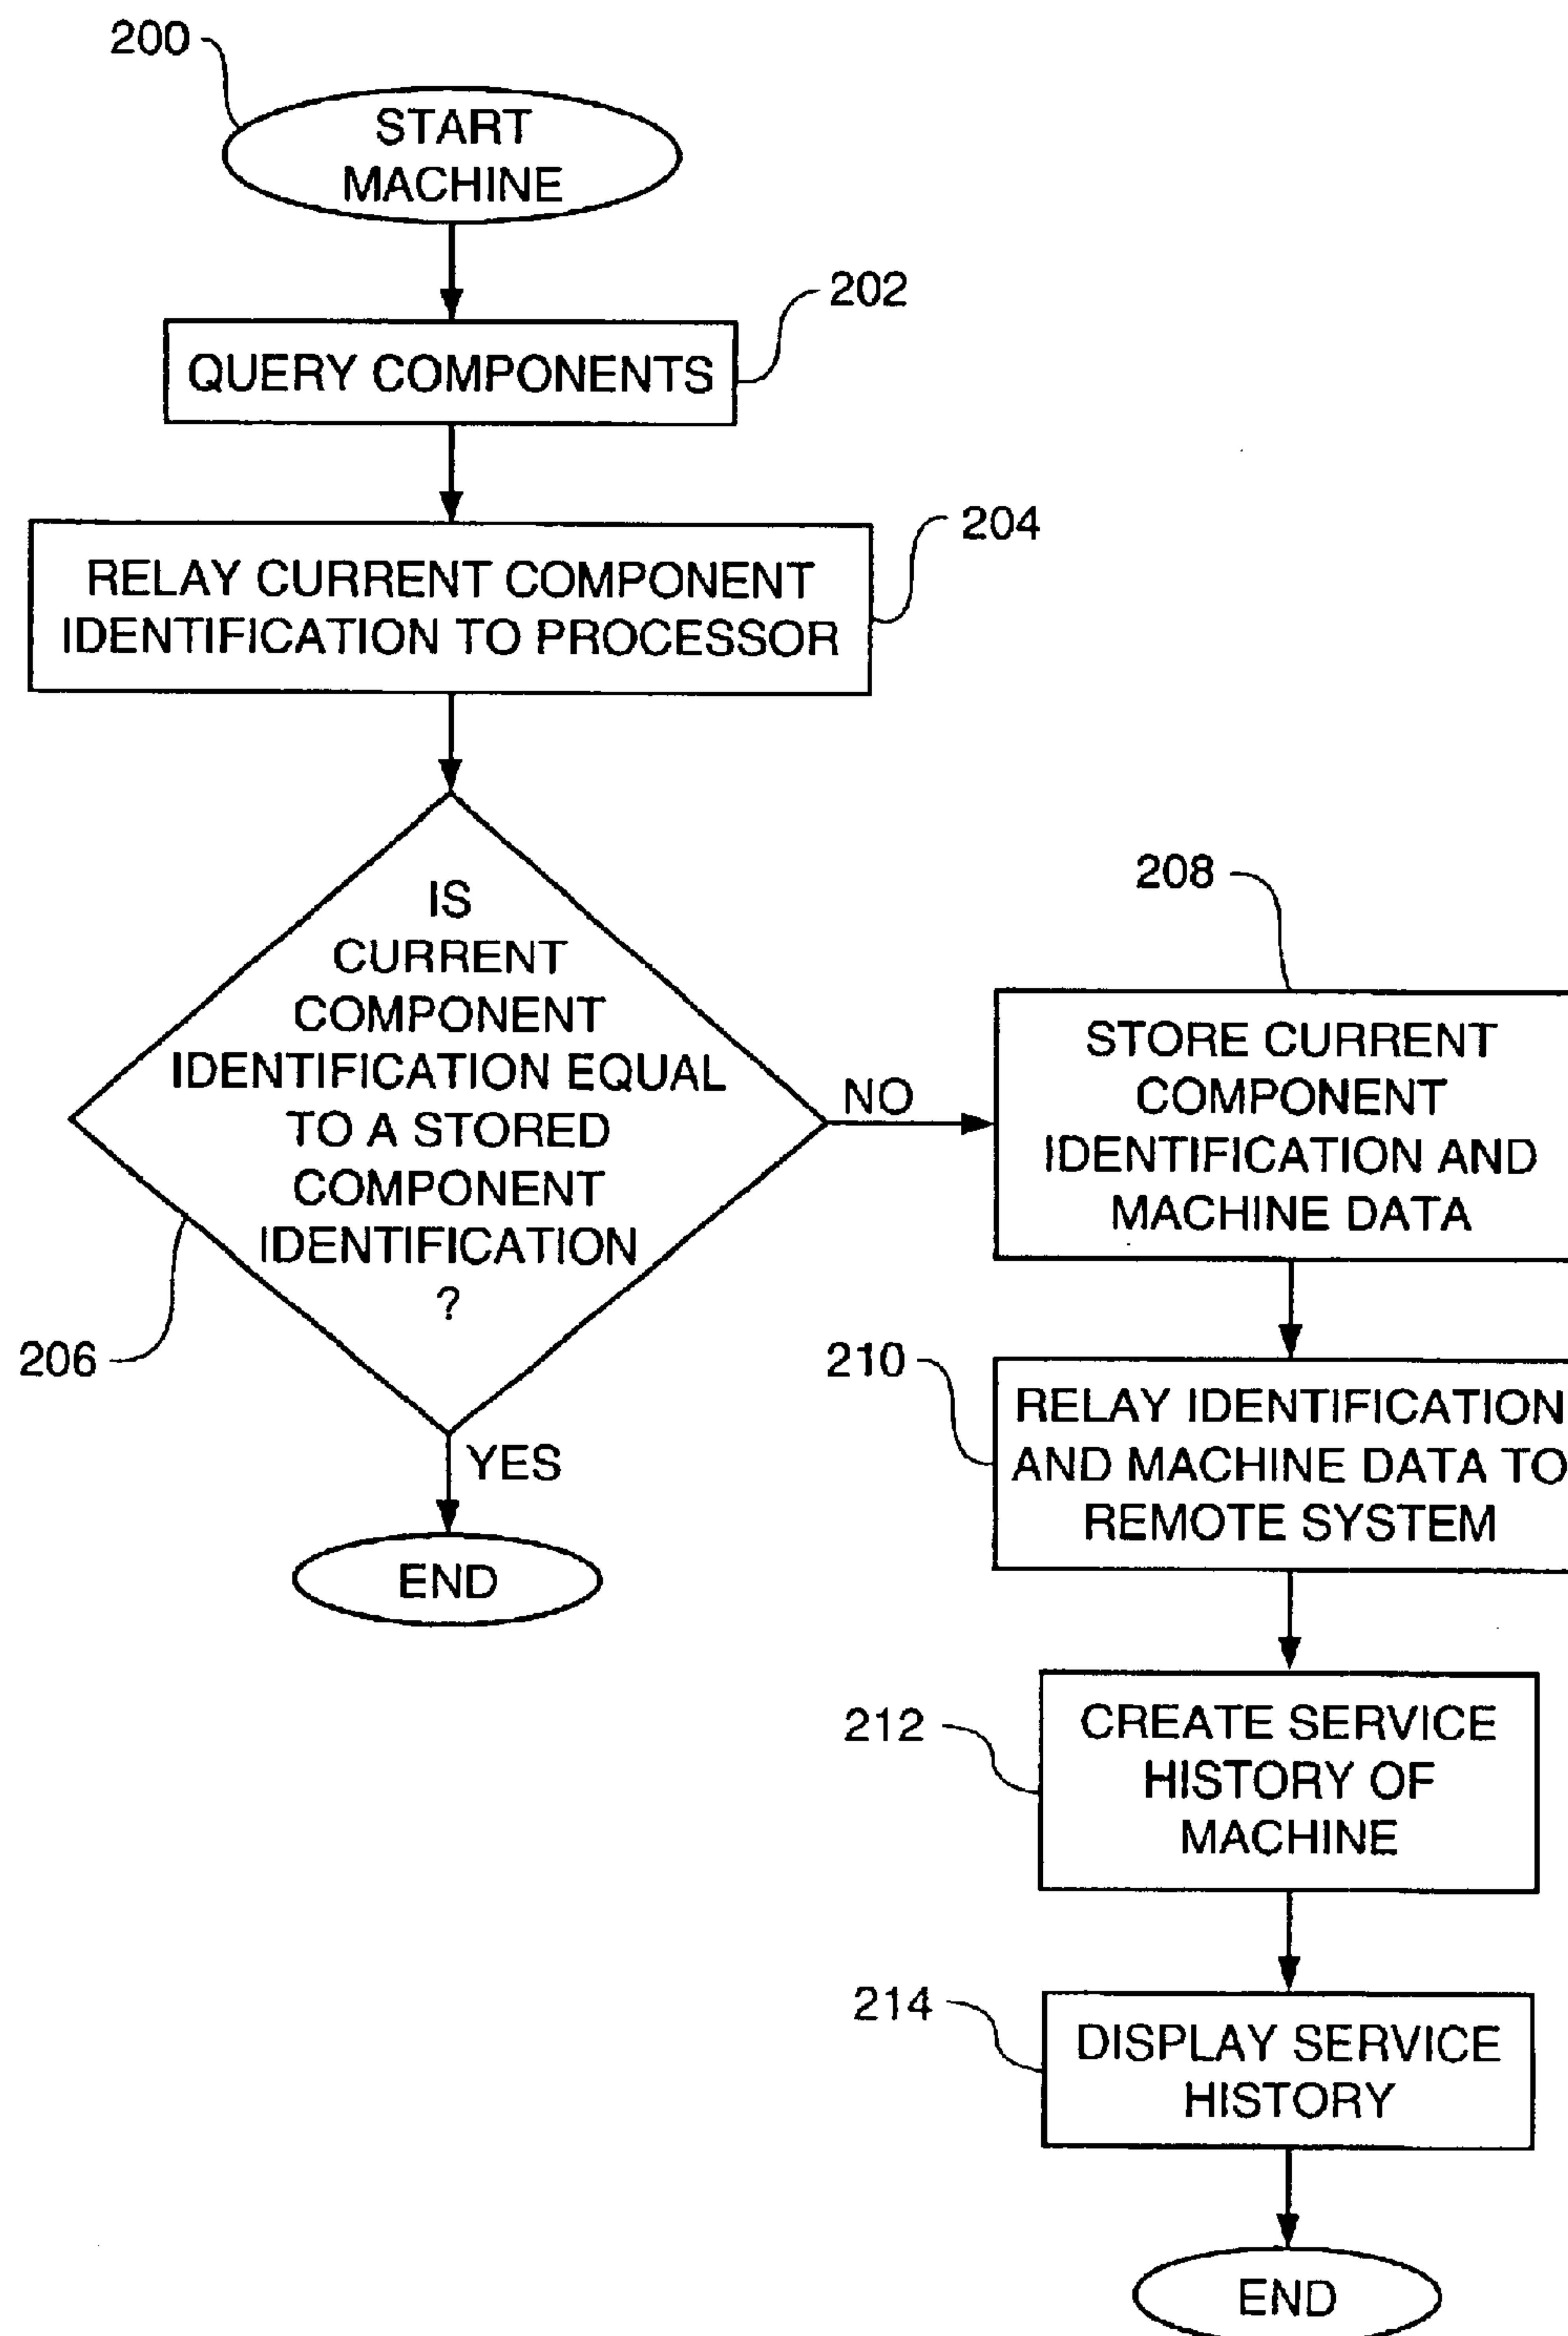 200
START
MACHINE
202
QUERY COMPONENTS
204
RELAY CURRENT COMPONENT
IDENTIFICATION TO PROCESSOR
206
IS
CURRENT
COMPONENT
IDENTIFICATION EQUAL
TO A STORED
COMPONENT
IDENTIFICATION
?
YES
END
NO
208
STORE CURRENT
COMPONENT
IDENTIFICATION AND
MACHINE DATA
210
RELAY IDENTIFICATION
AND MACHINE DATA TO
REMOTE SYSTEM
212
CREATE SERVICE
HISTORY OF
MACHINE
214
DISPLAY SERVICE
HISTORY
END